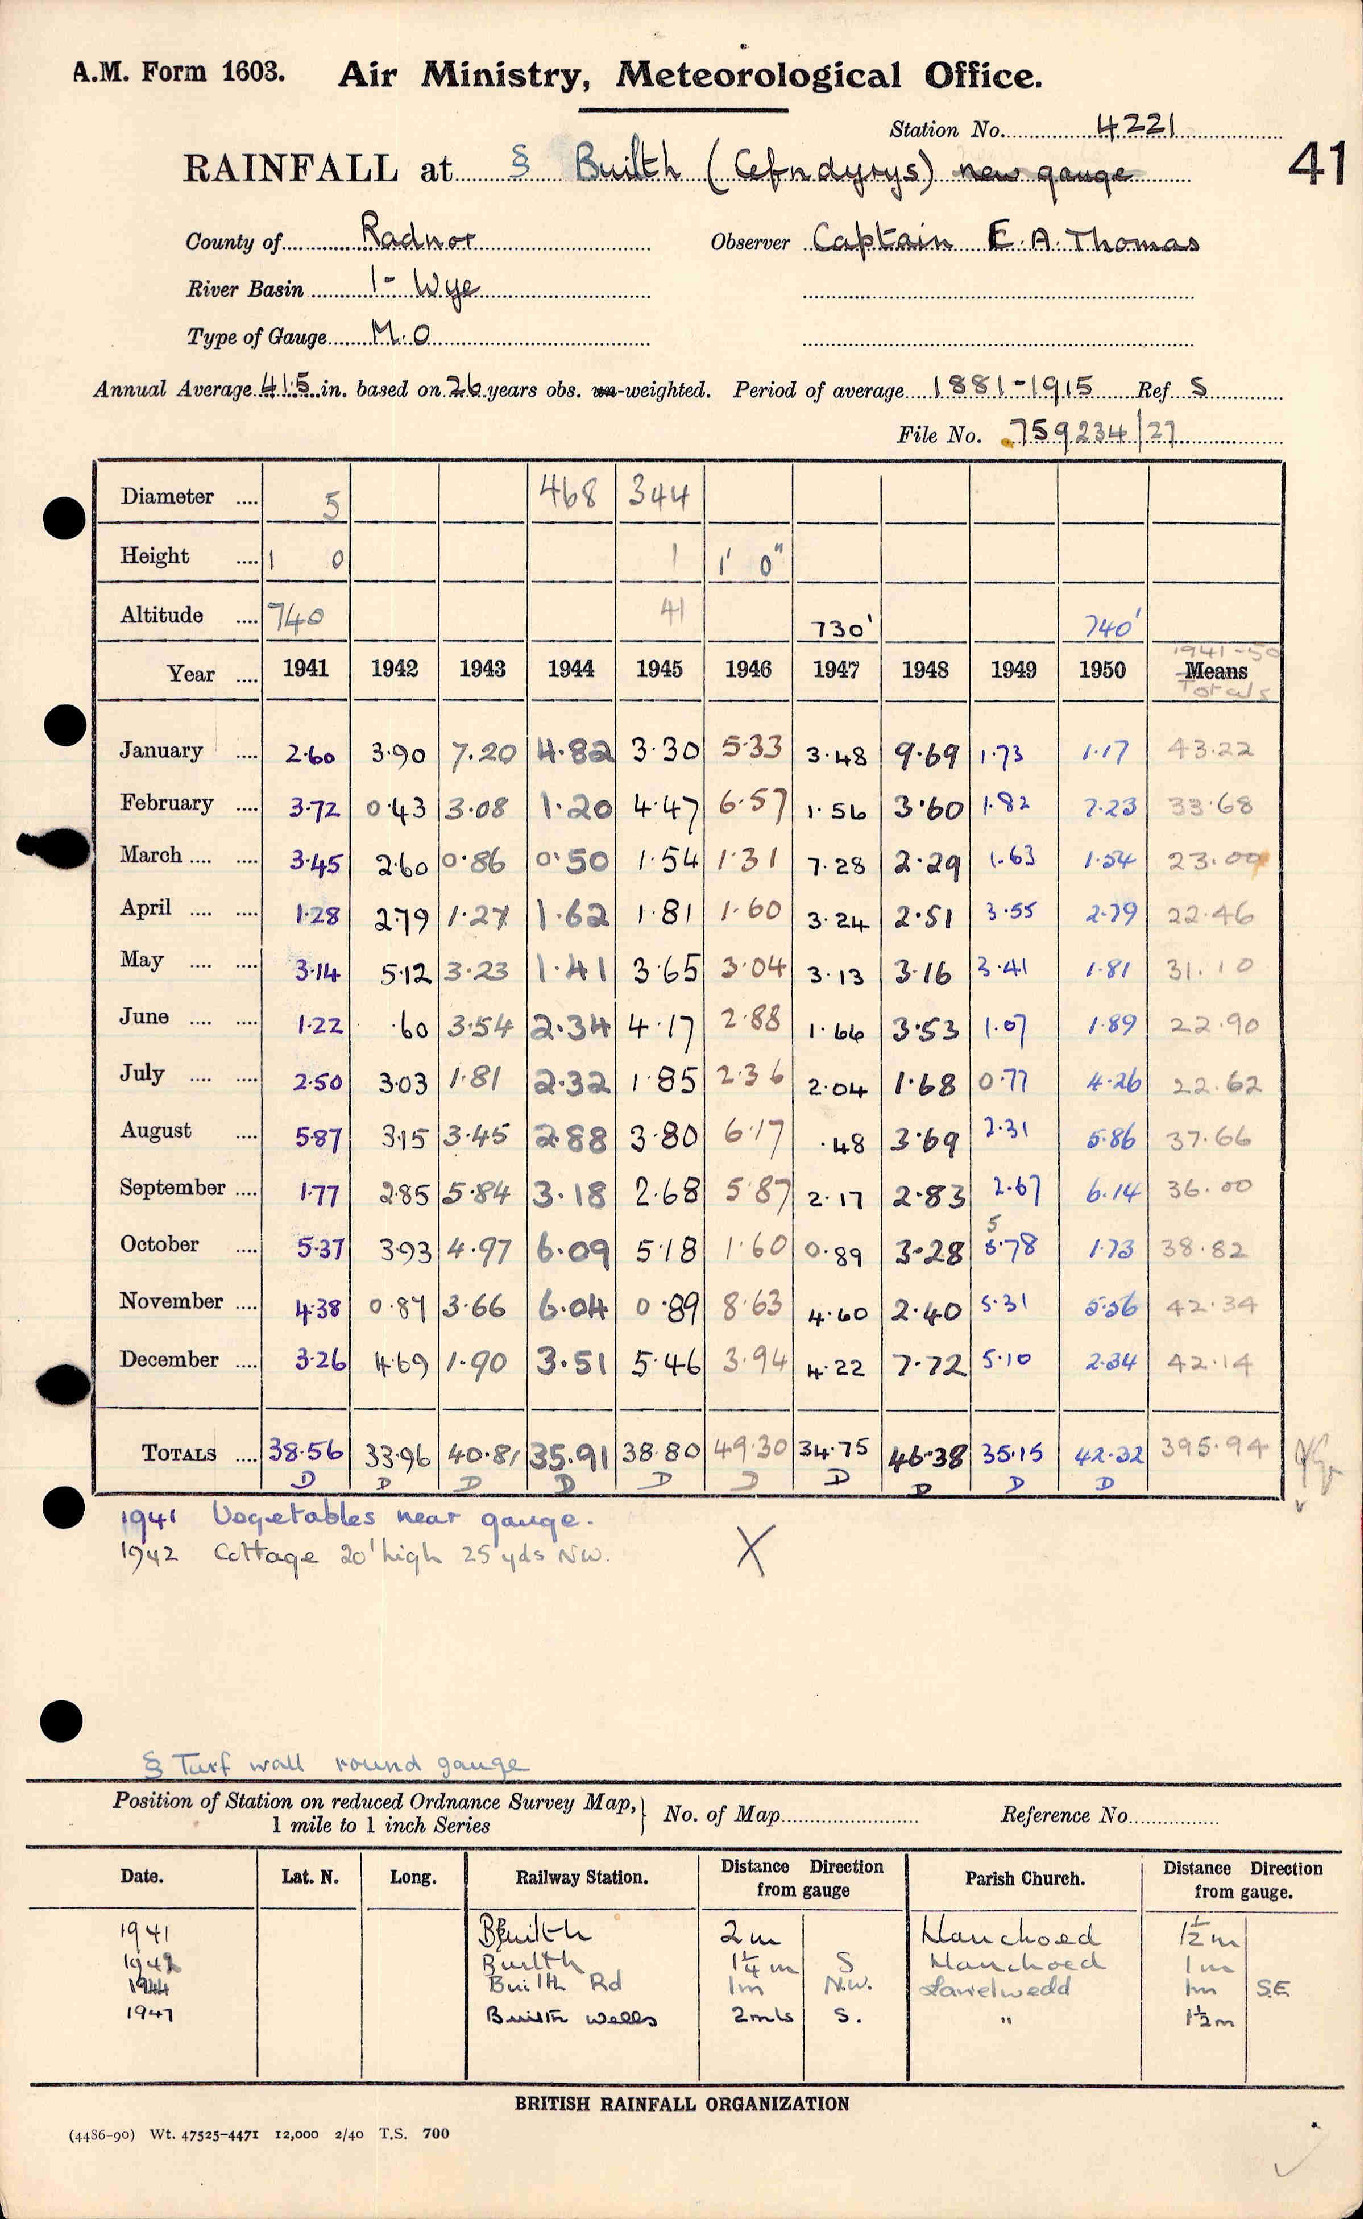 A.M. Form 1603. Air Ministry, Meteorological Office.
Station No. 4221
41
RAINFALL at § Builth (Cefndyrys) new gauge
County of Radnor Observer Captain E. A. Thomas
River Basin 1- Wye
Type of Gauge M.O
Annual Average 41.5 in. based on 26 years obs. un-weighted. Period of average 1881-1915 Ref S
File No. 759234/27
Diameter .... 5 468 344
Height .... 1 0 1 1' 0"
Altitude .... 740 41 730' 740'
1941-50
Year .... 1941 1942 1943 1944 1945 1946 1947 1948 1949 1950 Means
Totals
January .... 2.60 3.90 7.20 4.82 3.30 5.33 3.48 9.69 1.73 1.17 43.22
February .... 3.72 0.43 3.08 1.20 4.47 6.57 1.56 3.60 1.82 7.23 33.68
March .... .... 3.45 2.60 0.86 0.50 1.54 1.31 7.28 2.29 1.63 1.54 23.00
April .... .... 1.28 2.79 1.27 1.62 1.81 1.60 3.24 2.51 3.55 2.79 22.46
May .... .... 3.14 5.12 3.23 1.41 3.65 3.04 3.13 3.16 3.41 1.81 31.10
June .... .... 1.22 .60 3.54 2.34 4.17 2.88 1.66 3.53 1.07 1.89 22.90
July .... .... 2.50 3.03 1.81 2.32 1.85 2.36 2.04 1.68 0.77 4.26 22.62
August .... 5.87 3.15 3.45 2.88 3.80 6.17 .48 3.69 2.31 5.86 37.66
September .... 1.77 2.85 5.84 3.18 2.68 5.87 2.17 2.83 2.67 6.14 36.00
5
October .... 5.37 3.93 4.97 6.09 5.18 1.60 0.89 3.28 5.78 1.73 38.82
November .... 4.38 0.87 3.66 6.04 0.89 8.63 4.60 2.40 5.31 5.56 42.34
December .... 3.26 4.69 1.90 3.51 5.46 3.94 4.22 7.72 5.10 2.34 42.14
TOTALS .... 38.56 33.96 40.81 35.91 38.80 49.30 34.75 46.38 35.15 42.32 395.94
D D D D D D D D D D
1941 Vegetables near gauge.
1942 Cottage 20' high 25 yds NW.
X
§ Turf wall round gauge
Position of Station on reduced Ordnance Survey Map, 1 mile to 1 inch Series } No. of Map Reference No.
Date. Lat. N. Long. Railway Station. Distance Direction from gauge Parish Church. Distance Direction from gauge.
1941 Builth 2m Llanchoed 1½m
1942 Builth 1¼m S Llanchoed 1m
1944 Builth Rd 1m N.W. Llanelwedd 1m S.E
1947 Builth Wells 2mls S. " 1½m
BRITISH RAINFALL ORGANIZATION
(4486-90) Wt. 47525-4471 12,000 2/40 T.S. 700